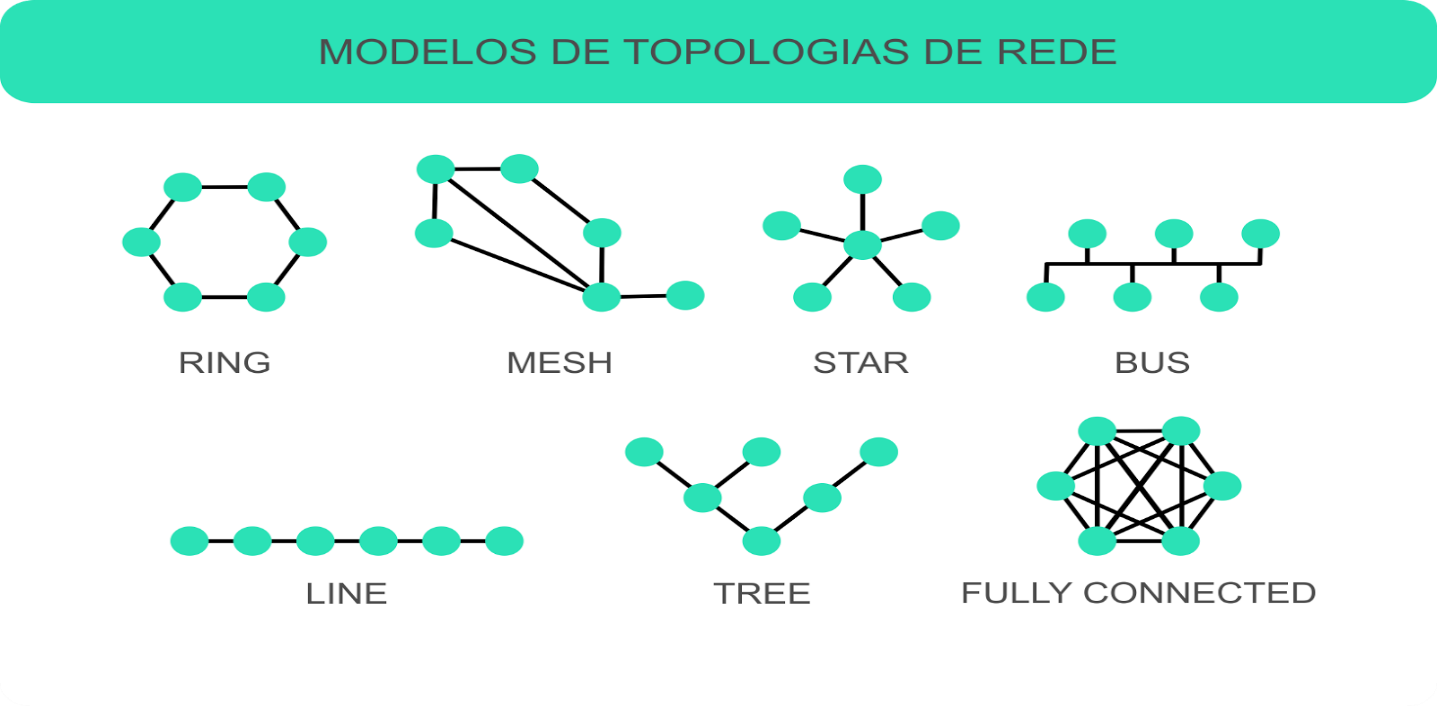 MODELOS DE TOPOLOGIAS DE REDE
RING
MESH
STAR
BUS
LINE
TREE
FULLY CONNECTED